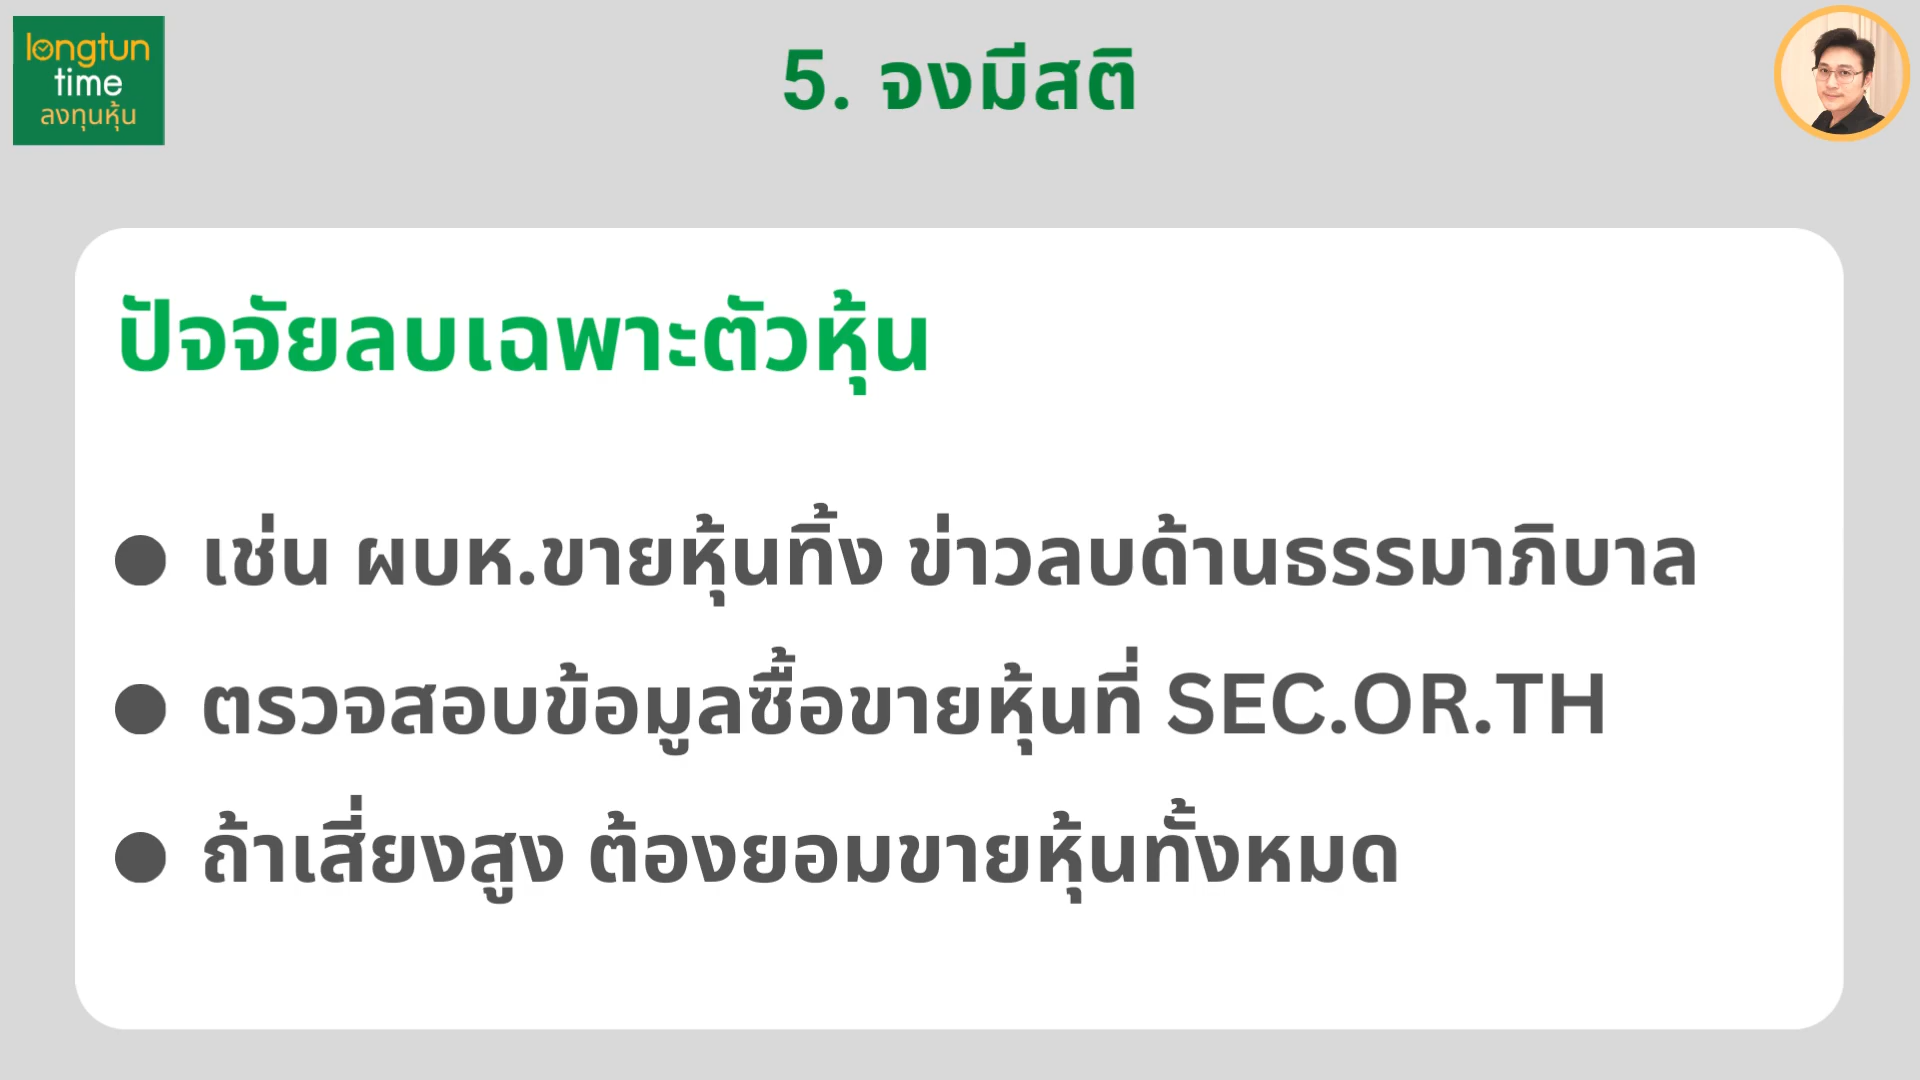 longtun
time
ลงทุนหุ้น
5. จงมีสติ
ปัจจัยลบเฉพาะตัวหุ้น
● เช่น ผบห.ขายหุ้นทิ้ง ข่าวลบด้านธรรมาภิบาล
● ตรวจสอบข้อมูลซื้อขายหุ้นที่ SEC.OR.TH
● ถ้าเสี่ยงสูง ต้องยอมขายหุ้นทั้งหมด